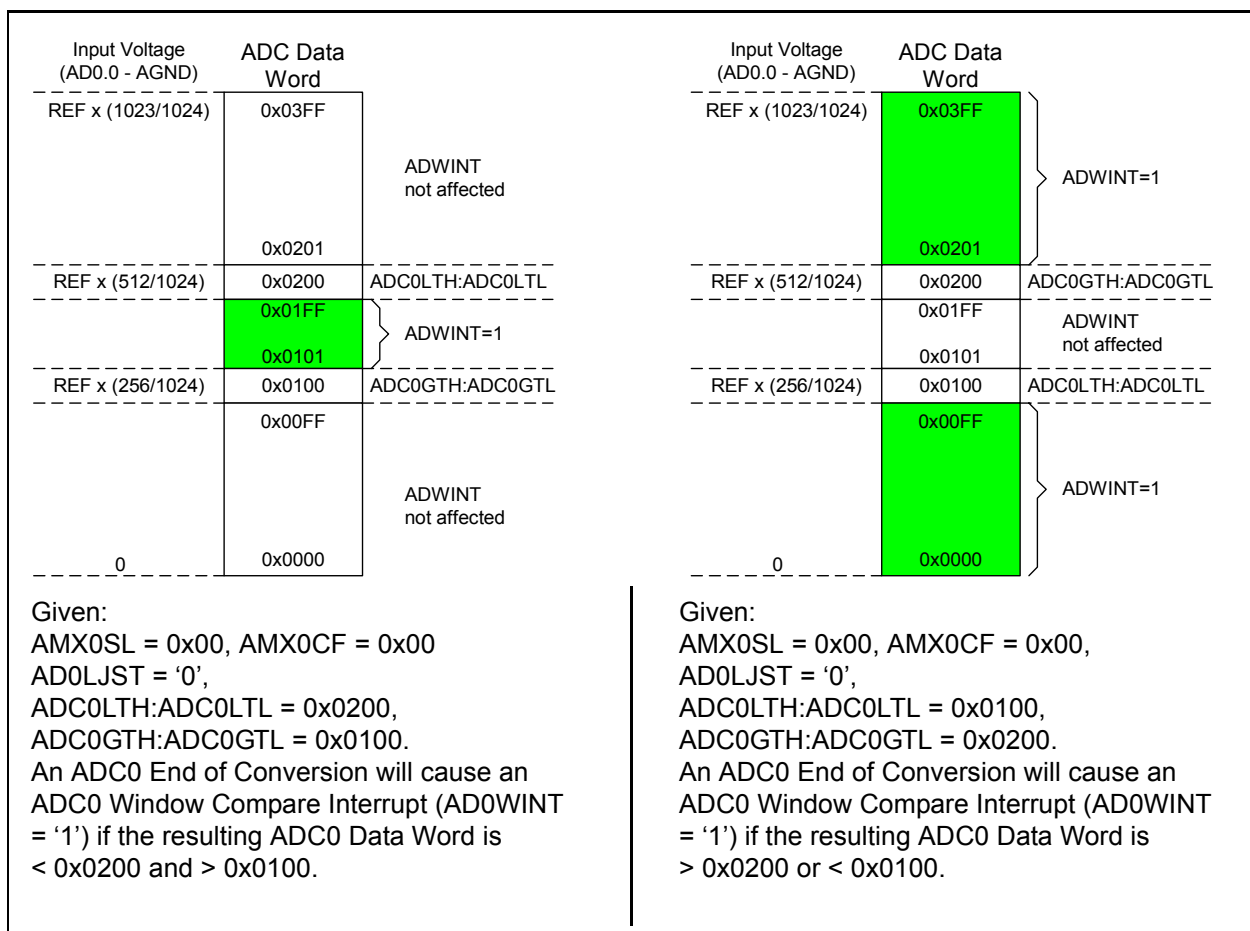 Input Voltage
(AD0.0 - AGND)
ADC Data
Word
REF x (1023/1024)
0x03FF
ADWINT
not affected
0x0201
REF x (512/1024)
0x0200
ADC0LTH:ADC0LTL
0x01FF
ADWINT=1
0x0101
REF x (256/1024)
0x0100
ADC0GTH:ADC0GTL
0x00FF
ADWINT
not affected
0
0x0000
Given:
AMX0SL = 0x00, AMX0CF = 0x00
AD0LJST = ‘0’,
ADC0LTH:ADC0LTL = 0x0200,
ADC0GTH:ADC0GTL = 0x0100.
An ADC0 End of Conversion will cause an
ADC0 Window Compare Interrupt (AD0WINT
= ‘1’) if the resulting ADC0 Data Word is
< 0x0200 and > 0x0100.
Input Voltage
(AD0.0 - AGND)
ADC Data
Word
REF x (1023/1024)
0x03FF
ADWINT=1
0x0201
REF x (512/1024)
0x0200
ADC0GTH:ADC0GTL
0x01FF
ADWINT
not affected
0x0101
REF x (256/1024)
0x0100
ADC0LTH:ADC0LTL
0x00FF
ADWINT=1
0
0x0000
Given:
AMX0SL = 0x00, AMX0CF = 0x00,
AD0LJST = ‘0’,
ADC0LTH:ADC0LTL = 0x0100,
ADC0GTH:ADC0GTL = 0x0200.
An ADC0 End of Conversion will cause an
ADC0 Window Compare Interrupt (AD0WINT
= ‘1’) if the resulting ADC0 Data Word is
> 0x0200 or < 0x0100.